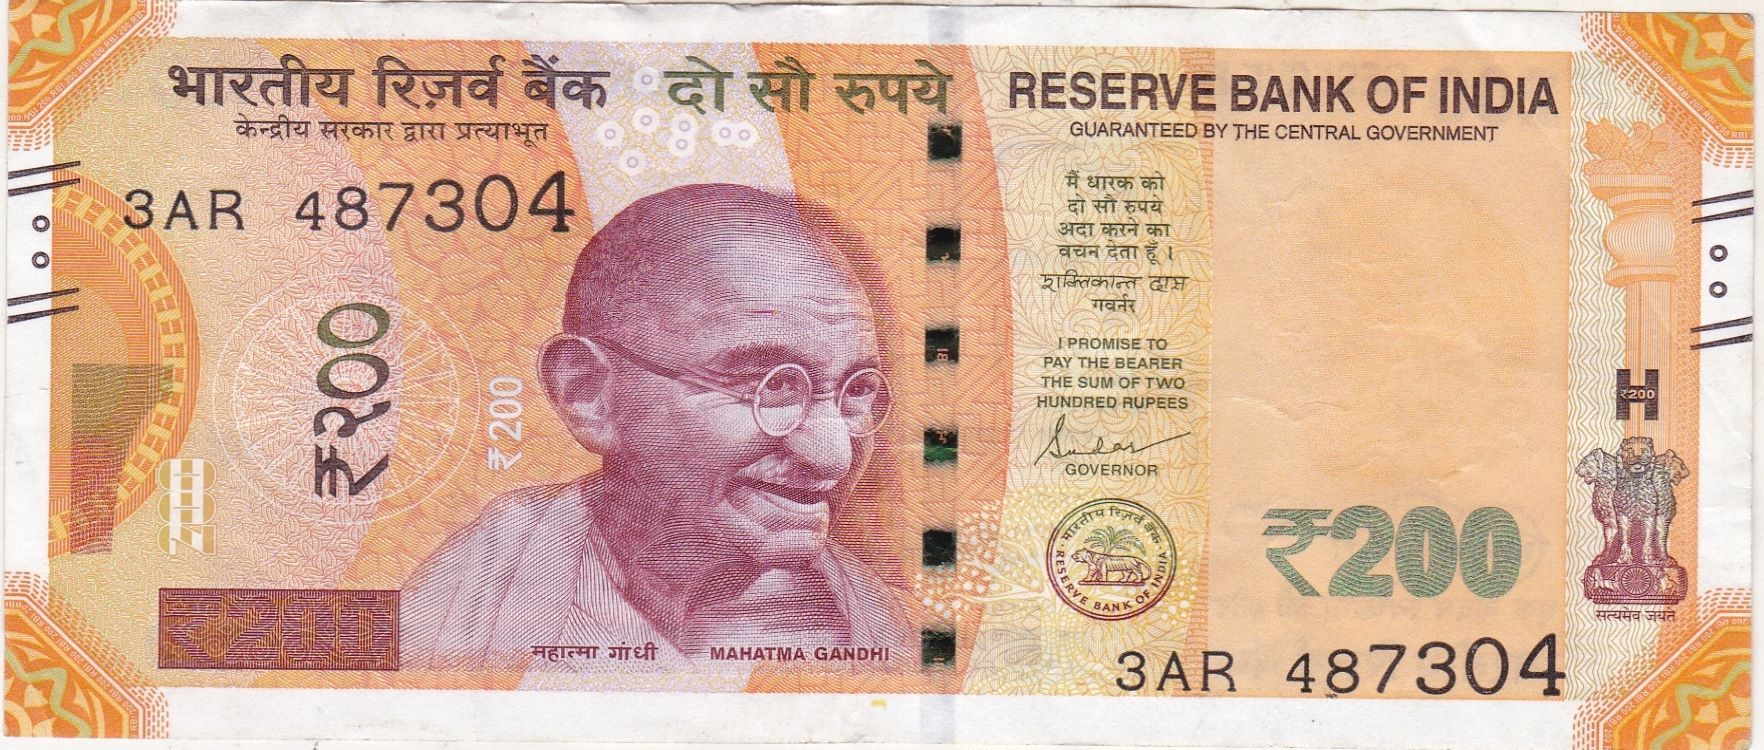 भारतीय रिज़र्व बैंक
केन्द्रीय सरकार द्वारा प्रत्याभूत
दो सौ रुपये
RESERVE BANK OF INDIA
GUARANTEED BY THE CENTRAL GOVERNMENT
3AR 487304
₹२००
₹200
मैं धारक को
दो सौ रुपये
अदा करने का
वचन देता हूँ ।
शक्तिकान्त दास
गवर्नर
I PROMISE TO
PAY THE BEARER
THE SUM OF TWO
HUNDRED RUPEES
GOVERNOR
भारतीय रिज़र्व बैंक
RESERVE BANK OF INDIA
₹200
₹200
सत्यमेव जयते
₹200
महात्मा गांधी
MAHATMA GANDHI
3AR 487304